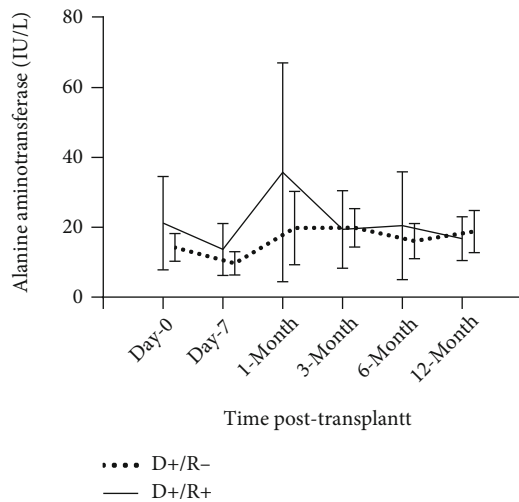 Alanine aminotransferase (IU/L)
80
60
40
20
0
Day-0
Day-7
1-Month
3-Month
6-Month
12-Month
Time post-transplantt
D+/R−
D+/R+